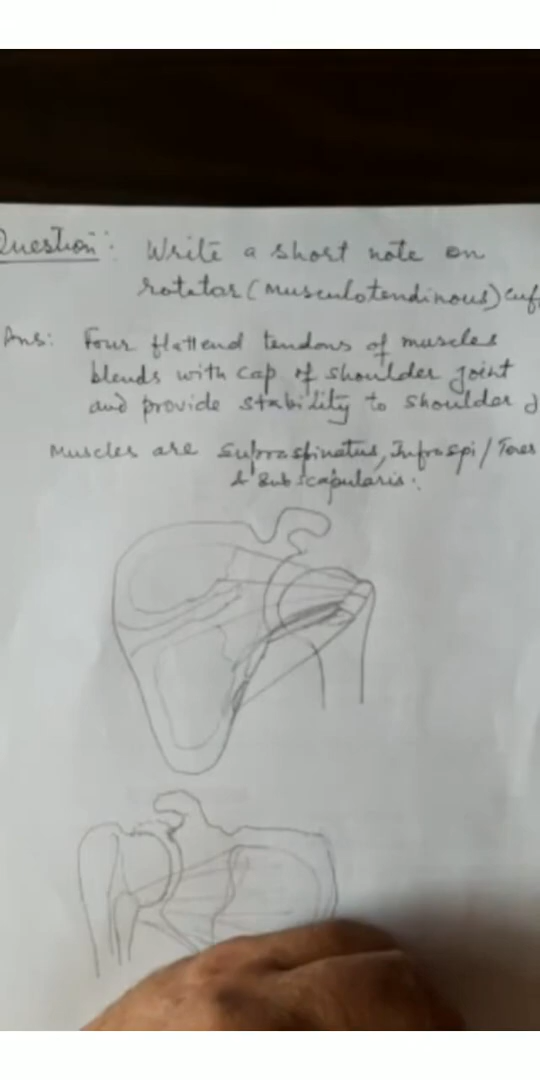 Question: Write a short note on
rotator (musculotendinous) cuff
Ans: Four flattend tendons of muscles
blends with cap of shoulder joint
and provide stability to shoulder j
Muscles are Supraspinatus, Infraspi / Teres
& Subscapularis.